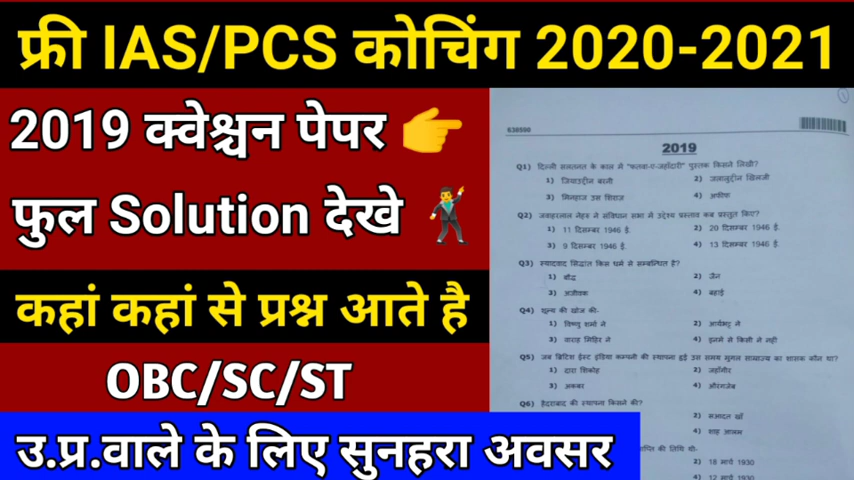 फ्री IAS/PCS कोचिंग 2020-2021
2019 क्वेश्चन पेपर
फुल Solution देखे
कहां कहां से प्रश्न आते है
OBC/SC/ST
उ.प्र.वाले के लिए सुनहरा अवसर
638590
2019
Q1) दिल्ली सल्तनत के काल में "फतवा-ए-जहाँदारी" पुस्तक किसने लिखी?
1) जियाउद्दीन बरनी 2) जलालुद्दीन खिलजी
3) मिनहाज उस सिराज 4) अफीफ
Q2) जवाहरलाल नेहरू ने संविधान सभा में उद्देश्य प्रस्ताव कब प्रस्तुत किए?
1) 11 दिसम्बर 1946 ई. 2) 20 दिसम्बर 1946 ई.
3) 9 दिसम्बर 1946 ई. 4) 13 दिसम्बर 1946 ई.
Q3) स्यादवाद सिद्धांत किस धर्म से सम्बन्धित है?
1) बौद्ध 2) जैन
3) अजीवक 4) बहाई
Q4) शून्य की खोज की-
1) विष्णु शर्मा ने 2) आर्यभट्ट ने
3) वाराह मिहिर ने 4) इनमें से किसी ने नहीं
Q5) जब ब्रिटिश ईस्ट इंडिया कम्पनी की स्थापना हुई उस समय मुगल साम्राज्य का शासक कौन था?
1) दारा शिकोह 2) जहाँगीर
3) अकबर 4) औरंगजेब
Q6) हैदराबाद की स्थापना किसने की?
2) सआदत खाँ
4) शाह आलम
की तिथि थी-
2) 18 मार्च 1930
4) 12 मार्च 1930